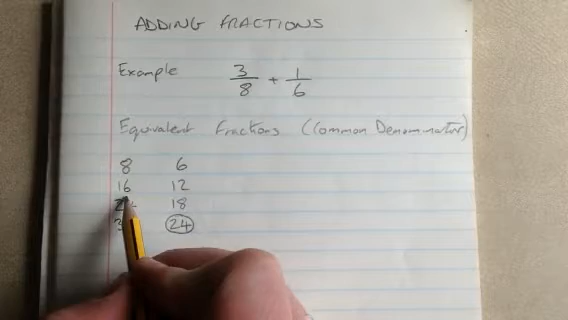 ADDING FRACTIONS
Example 3/8 + 1/6
Equivalent Fractions (Common Denominator)
8 6
16 12
18
24